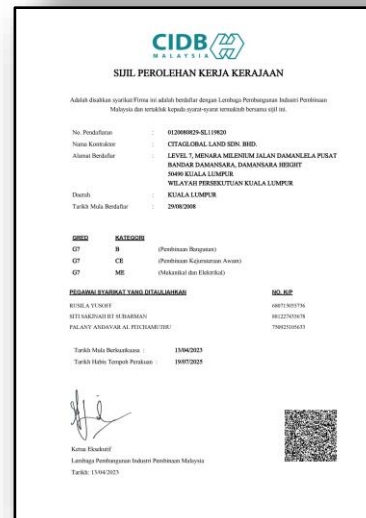 CIDB
MALAYSIA
SIJIL PEROLEHAN KERJA KERAJAAN
Adalah disahkan syarikat/Firma ini adalah berdaftar dengan Lembaga Pembangunan Industri Pembinaan
Malaysia dan tertakluk kepada syarat-syarat termaktub bersama sijil ini.
No. Pendaftaran : 0120080829-SL119820
Nama Kontraktor : CITAGLOBAL LAND SDN. BHD.
Alamat Berdaftar : LEVEL 7, MENARA MILENIUM JALAN DAMANLELA PUSAT
BANDAR DAMANSARA, DAMANSARA HEIGHT
50490 KUALA LUMPUR
WILAYAH PERSEKUTUAN KUALA LUMPUR
Daerah : KUALA LUMPUR
Tarikh Mula Berdaftar : 29/08/2008
GRED KATEGORI
G7 B (Pembinaan Bangunan)
G7 CE (Pembinaan Kejuruteraan Awam)
G7 ME (Mekanikal dan Elektrikal)
PEGAWAI SYARIKAT YANG DITAULIAHKAN NO. K/P
RUSILA YUSOFF
SITI SAKINAH BT SUBARMAN
PALANY ANDAVAR AL PEICHAMUTHU
Tarikh Mula Berkuatkuasa : 13/04/2023
Tarikh Habis Tempoh Perakuan : 19/07/2025
Ketua Eksekutif
Lembaga Pembangunan Industri Pembinaan Malaysia
Tarikh: 13/04/2023